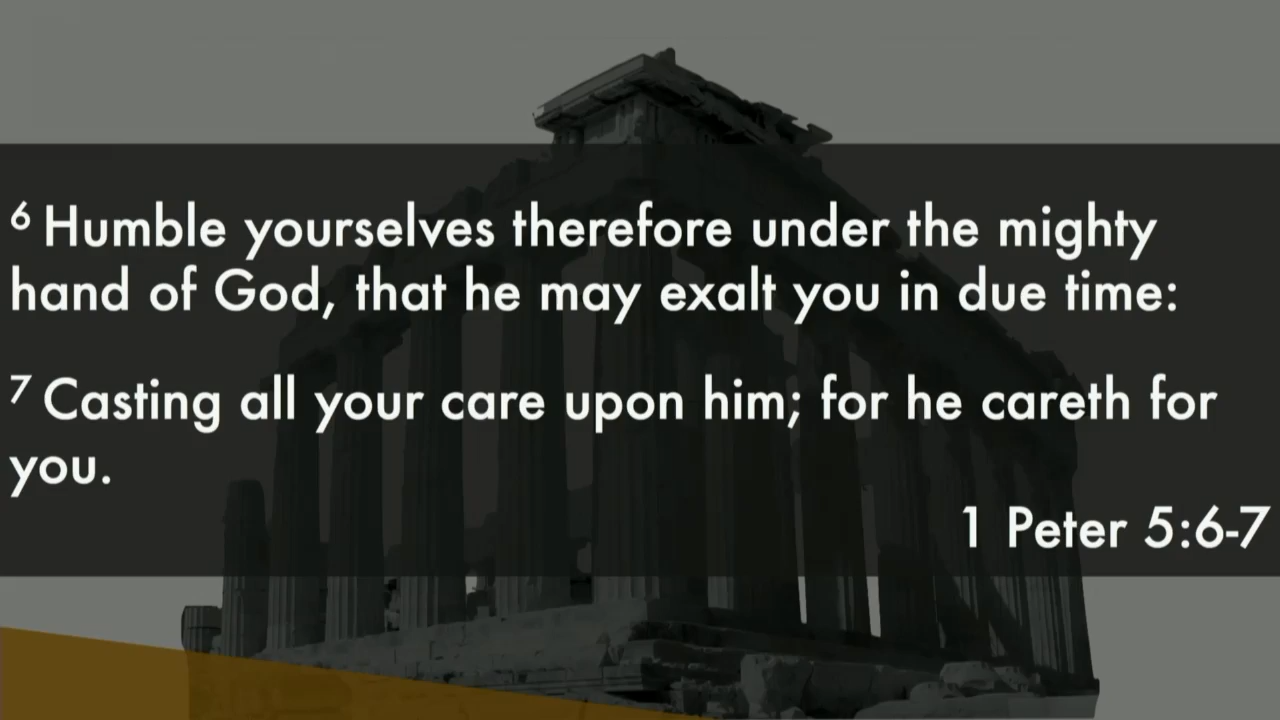 6 Humble yourselves therefore under the mighty
hand of God, that he may exalt you in due time:
7 Casting all your care upon him; for he careth for
you.
1 Peter 5:6-7